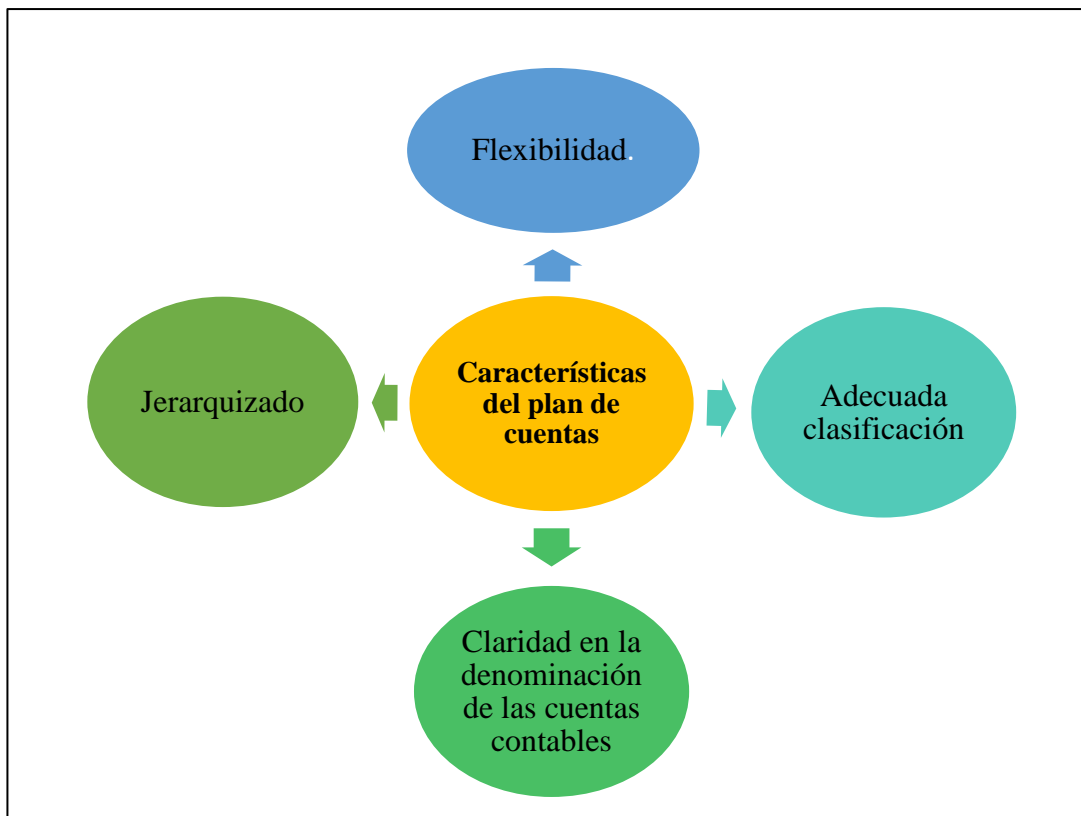 Flexibilidad.
Jerarquizado
Características
del plan de
cuentas
Adecuada
clasificación
Claridad en la
denominación
de las cuentas
contables